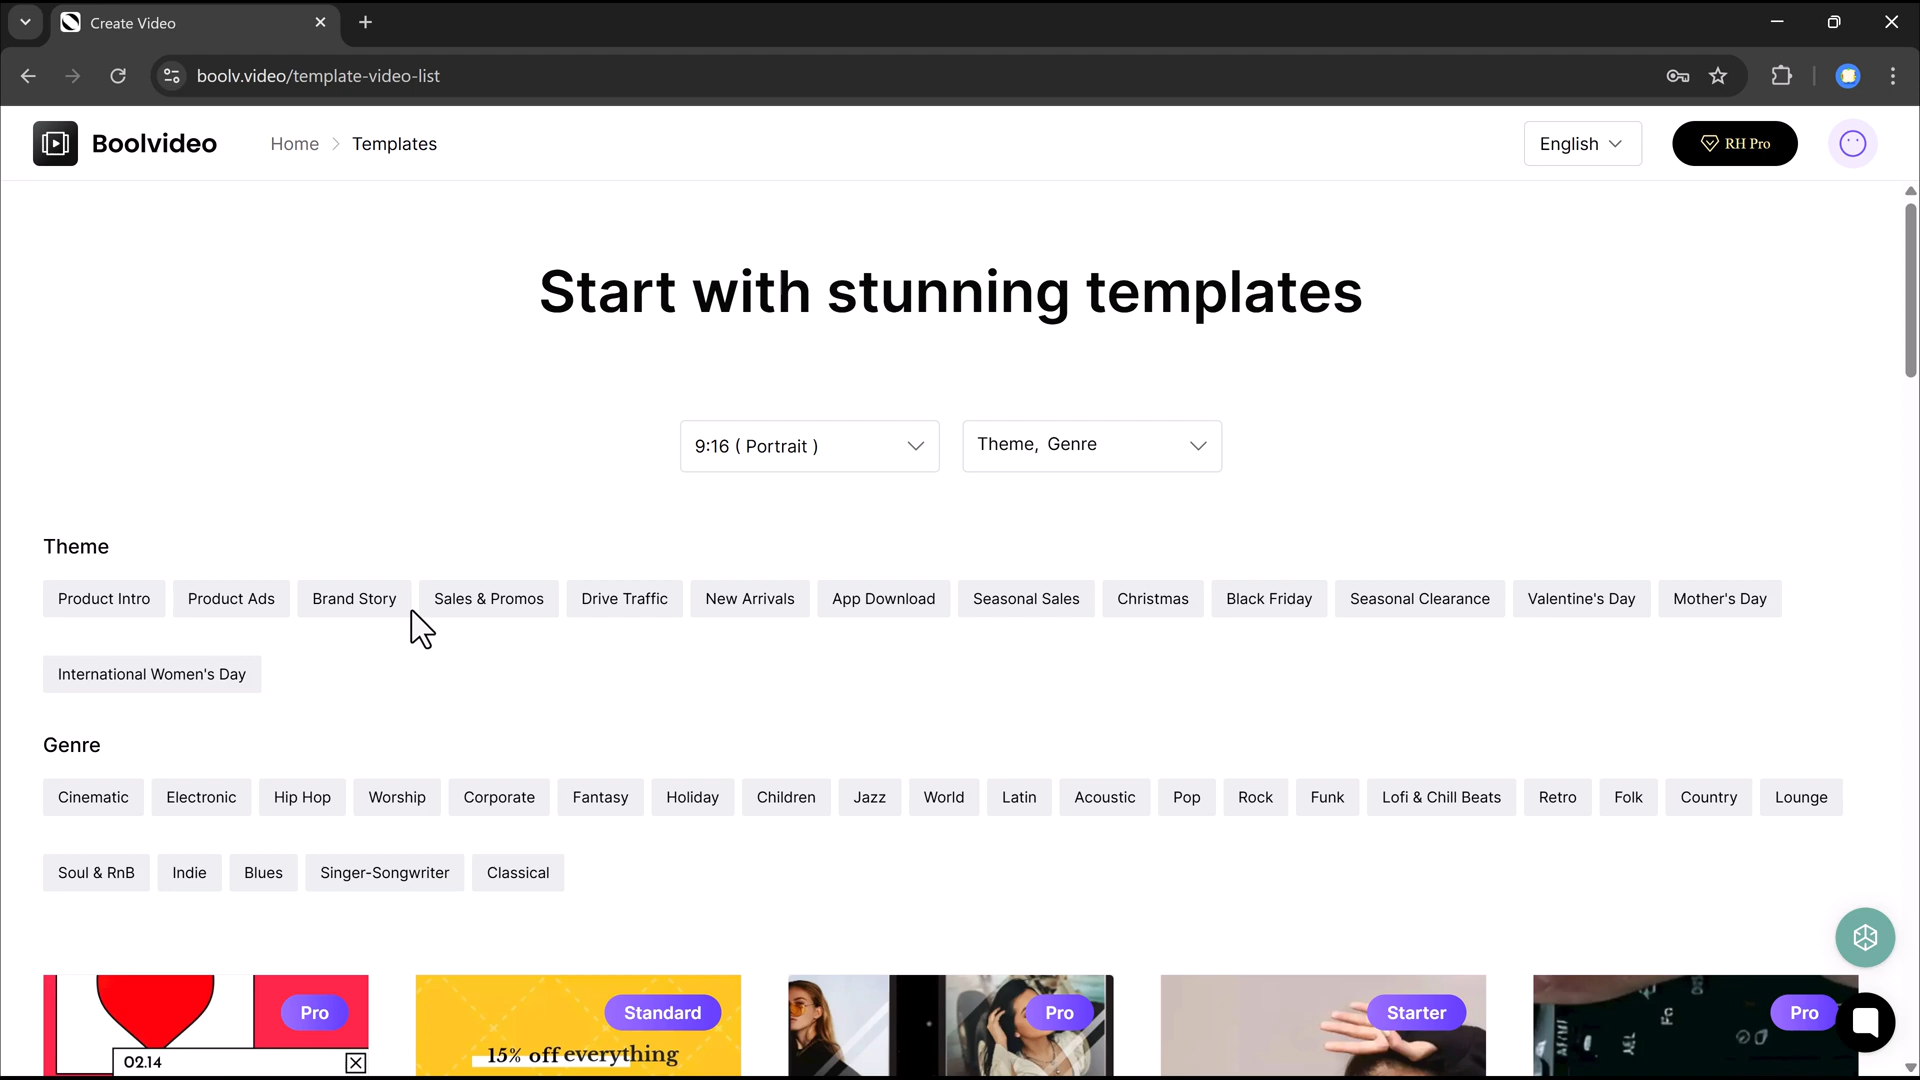 Create Video
boolv.video/template-video-list
Boolvideo
Home
Templates
English
RH Pro
Start with stunning templates
9:16 ( Portrait )
Theme, Genre
Theme
Product Intro
Product Ads
Brand Story
Sales & Promos
Drive Traffic
New Arrivals
App Download
Seasonal Sales
Christmas
Black Friday
Seasonal Clearance
Valentine's Day
Mother's Day
International Women's Day
Genre
Cinematic
Electronic
Hip Hop
Worship
Corporate
Fantasy
Holiday
Children
Jazz
World
Latin
Acoustic
Pop
Rock
Funk
Lofi & Chill Beats
Retro
Folk
Country
Lounge
Soul & RnB
Indie
Blues
Singer-Songwriter
Classical
Pro
02.14
Standard
15% off everything
Pro
Starter
Pro